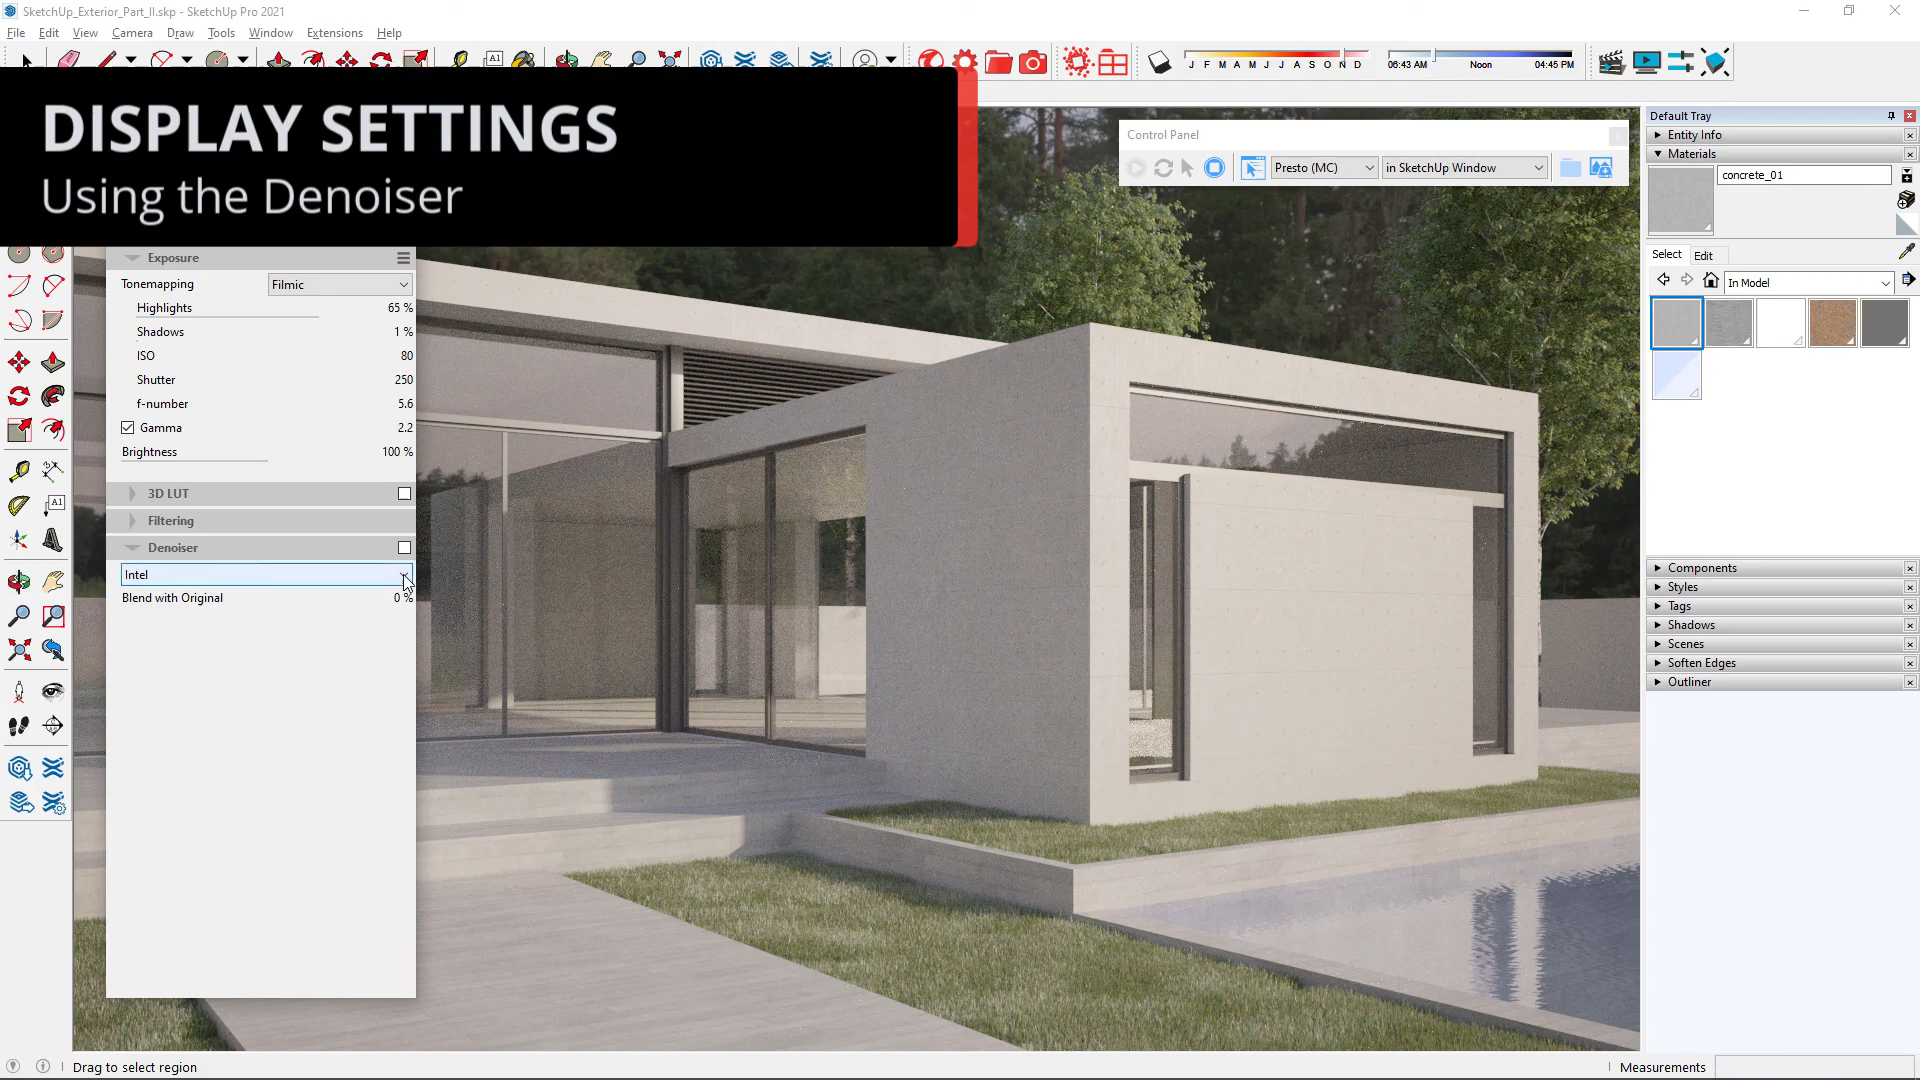 SketchUp_Exterior_Part_II.skp - SketchUp Pro 2021
File Edit View Camera Draw Tools Window Extensions Help
J F M A M J J A S O N D
06:43 AM Noon 04:45 PM
DISPLAY SETTINGS
Using the Denoiser
Exposure
Tonemapping Filmic
Highlights 65 %
Shadows 1 %
ISO 80
Shutter 250
f-number 5.6
Gamma 2.2
Brightness 100 %
3D LUT
Filtering
Denoiser
Intel
Blend with Original 0 %
A1
A1
Control Panel
Presto (MC) in SketchUp Window
Default Tray
Entity Info
Materials
concrete_01
Select Edit
In Model
Components
Styles
Tags
Shadows
Scenes
Soften Edges
Outliner
Drag to select region
Measurements